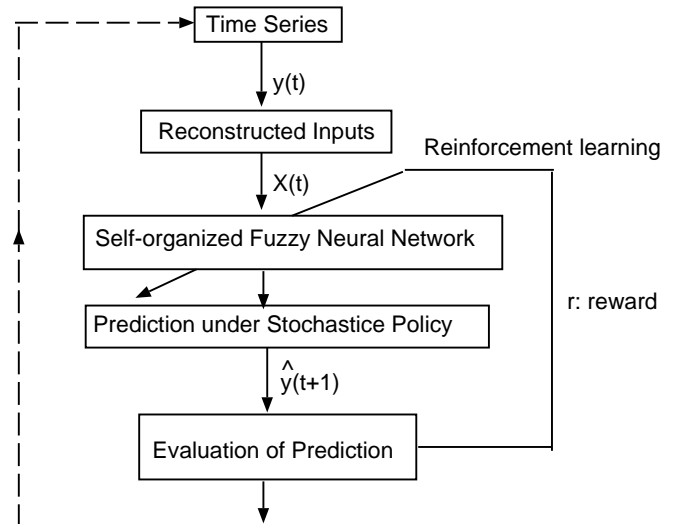 Time Series
y(t)
Reconstructed Inputs
Reinforcement learning
X(t)
Self-organized Fuzzy Neural Network
r: reward
Prediction under Stochastice Policy
ŷ(t+1)
Evaluation of Prediction